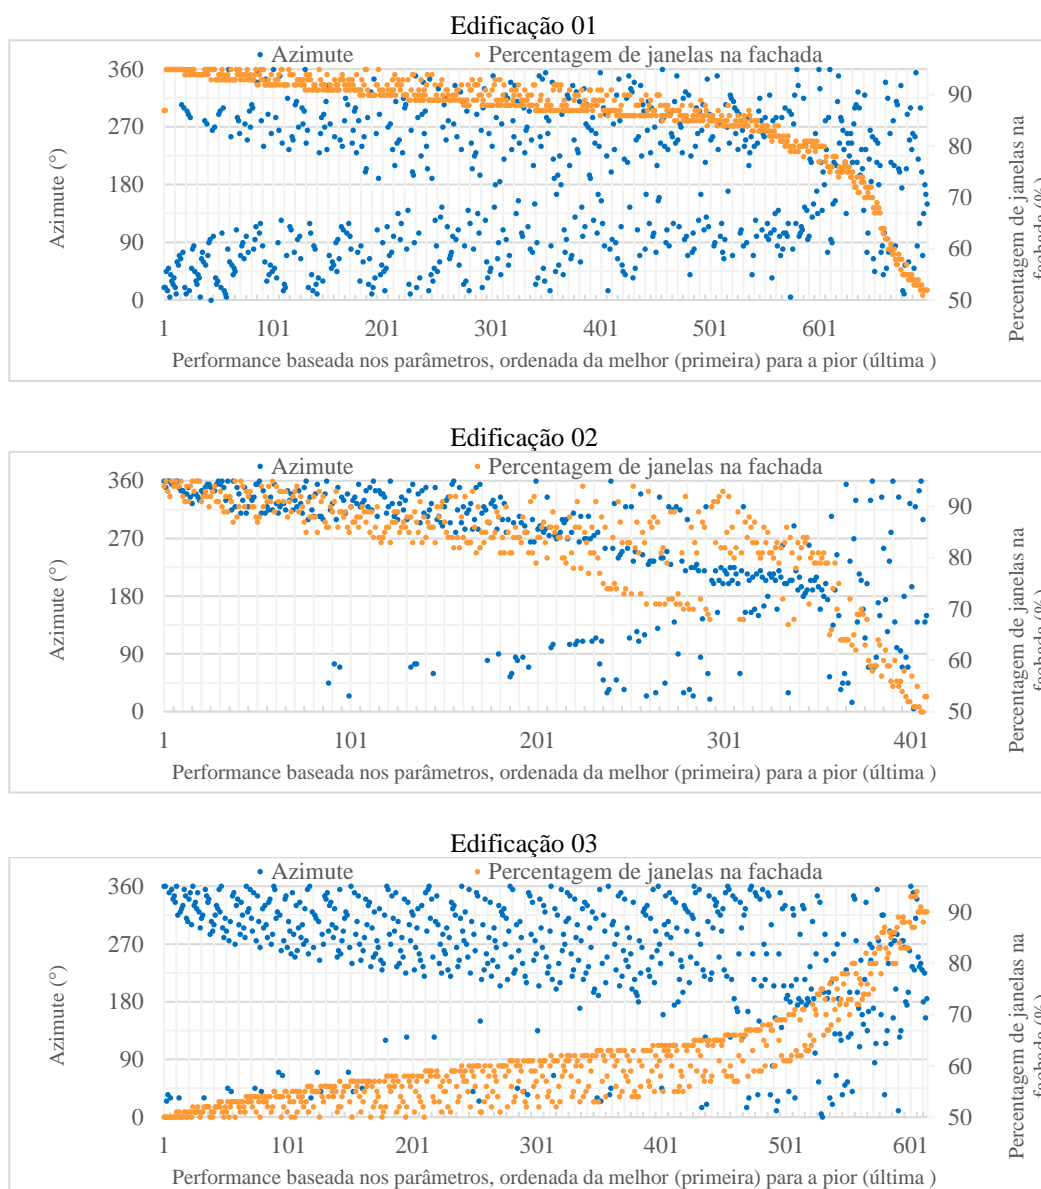 Edificação 01
Azimute
Percentagem de janelas na fachada
360
270
180
90
0
Azimute (°)
90
80
70
60
50
Percentagem de janelas na
fachada (%)
1
101
201
301
401
501
601
Performance baseada nos parâmetros, ordenada da melhor (primeira) para a pior (última )
Edificação 02
Azimute
Percentagem de janelas na fachada
360
270
180
90
0
Azimute (°)
90
80
70
60
50
Percentagem de janelas na
fachada (%)
1
101
201
301
401
Performance baseada nos parâmetros, ordenada da melhor (primeira) para a pior (última )
Edificação 03
Azimute
Percentagem de janelas na fachada
360
270
180
90
0
Azimute (°)
90
80
70
60
50
Percentagem de janelas na
fachada (%)
1
101
201
301
401
501
601
Performance baseada nos parâmetros, ordenada da melhor (primeira) para a pior (última )